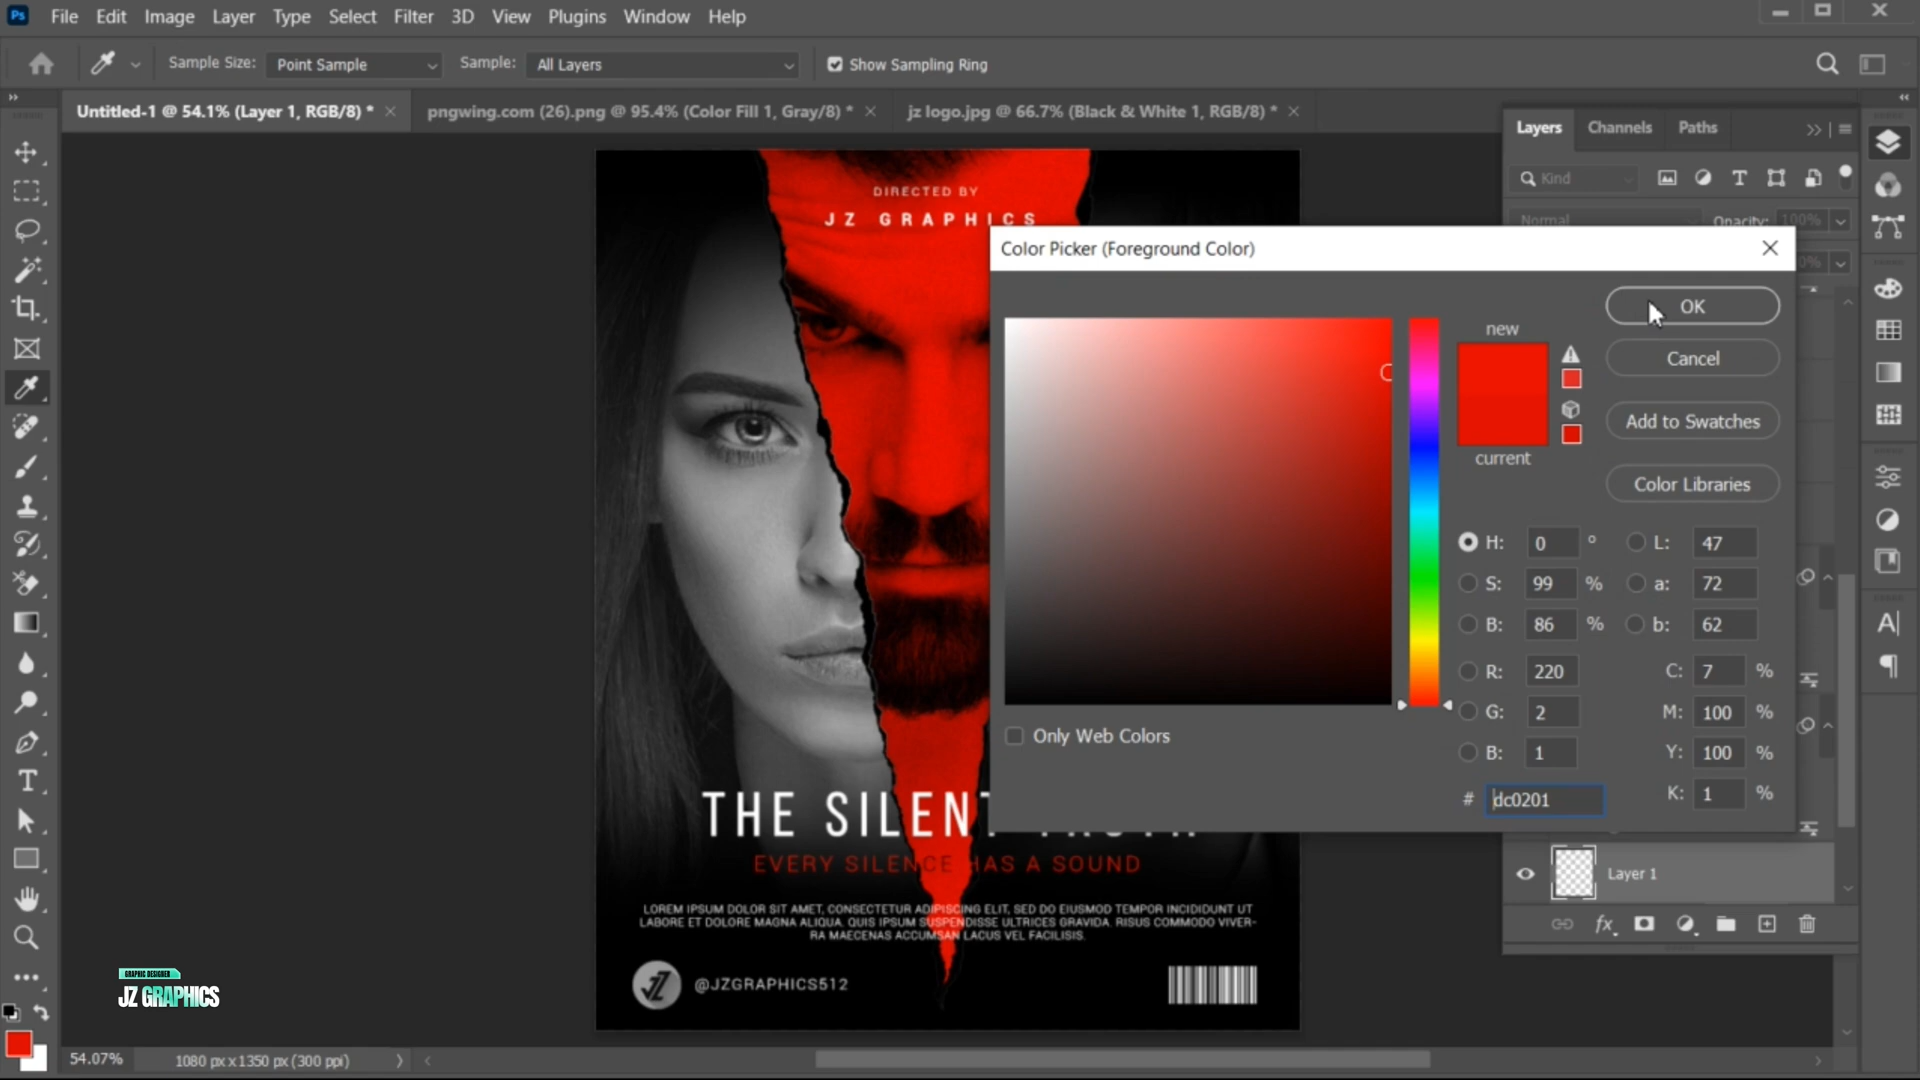 Ps File Edit Image Layer Type Select Filter 3D View Plugins Window Help
Sample Size: Point Sample Sample: All Layers Show Sampling Ring
Untitled-1 @ 54.1% (Layer 1, RGB/8) * pngwing.com (26).png @ 95.4% (Color Fill 1, Gray/8) * jz logo.jpg @ 66.7% (Black & White 1, RGB/8) *
Layers Channels Paths
Kind
Normal Opacity: 100%
DIRECTED BY
JZ GRAPHICS
Color Picker (Foreground Color)
OK
new
Cancel
Add to Swatches
current
Color Libraries
H: 0 ° L: 47
S: 99 % a: 72
B: 86 % b: 62
R: 220 C: 7 %
G: 2 M: 100 %
Only Web Colors
B: 1 Y: 100 %
# dc0201 K: 1 %
THE SILENT
EVERY SILENCE HAS A SOUND
Layer 1
LOREM IPSUM DOLOR SIT AMET, CONSECTETUR ADIPISCING ELIT, SED DO EIUSMOD TEMPOR INCIDIDUNT UT
LABORE ET DOLORE MAGNA ALIQUA. QUIS IPSUM SUSPENDISSE ULTRICES GRAVIDA. RISUS COMMODO VIVER-
RA MAECENAS ACCUMSAN LACUS VEL FACILISIS.
@JZGRAPHICS512
GRAPHIC DESIGNER
JZ GRAPHICS
54.07% 1080 px x 1350 px (300 ppi)